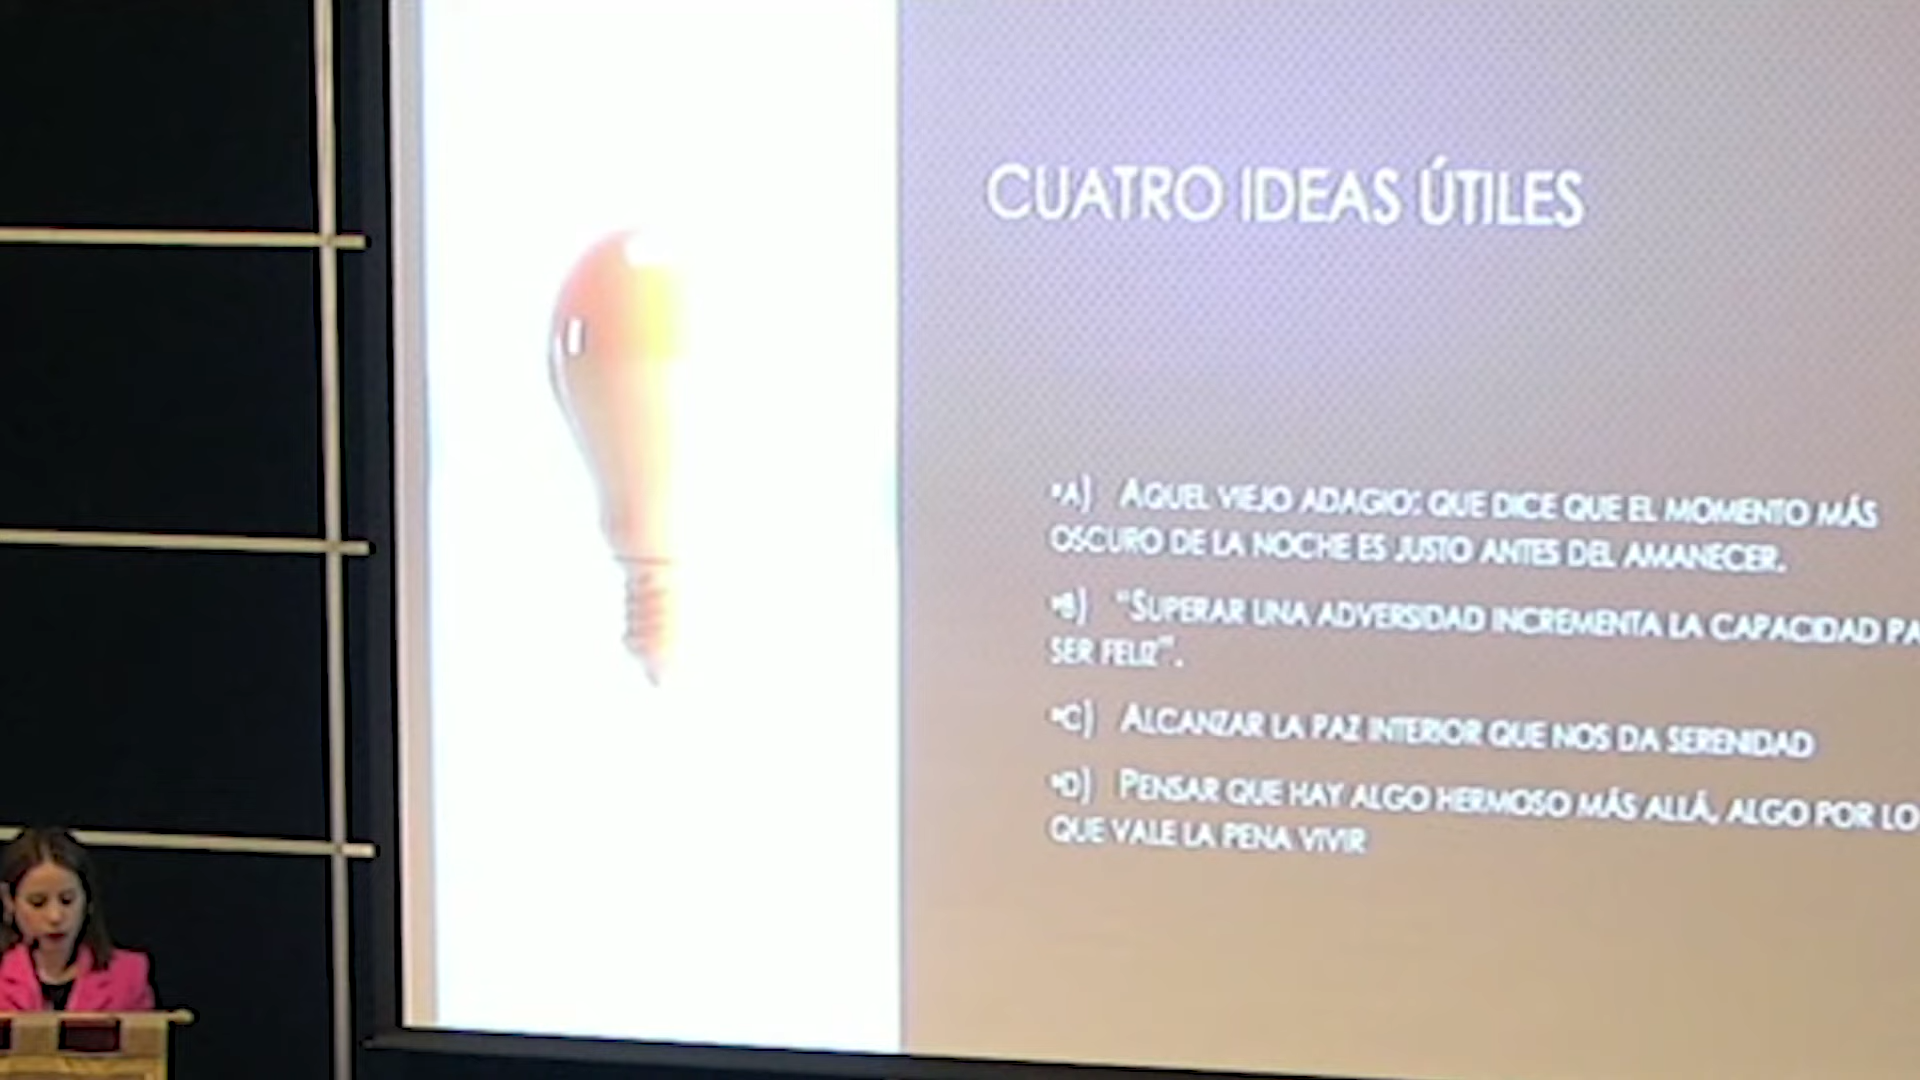 CUATRO IDEAS ÚTILES
▪A) AQUEL VIEJO ADAGIO: QUE DICE QUE EL MOMENTO MÁS
OSCURO DE LA NOCHE ES JUSTO ANTES DEL AMANECER.
▪B) “SUPERAR UNA ADVERSIDAD INCREMENTA LA CAPACIDAD PA
SER FELIZ”.
▪C) ALCANZAR LA PAZ INTERIOR QUE NOS DA SERENIDAD
▪D) PENSAR QUE HAY ALGO HERMOSO MÁS ALLÁ, ALGO POR LO
QUE VALE LA PENA VIVIR